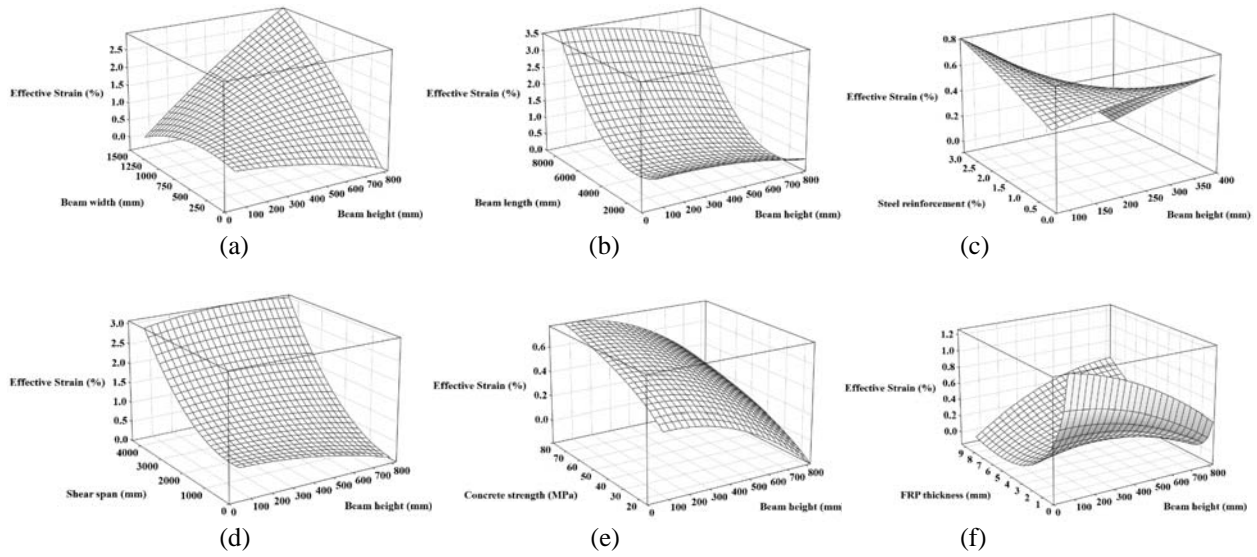 2.5
2.0
1.5
Effective Strain (%)
1.0
0.5
0.0
1500
1250
1000
750
500
250
0
Beam width (mm)
0 100 200 300 400 500 600 700 800
Beam height (mm)
(a)
3.5
3.0
2.5
2.0
Effective Strain (%)
1.5
1.0
0.5
0.0
8000
6000
4000
2000
Beam length (mm)
0 100 200 300 400 500 600 700 800
Beam height (mm)
(b)
0.8
0.6
Effective Strain (%)
0.4
0.2
0.0
3.0
2.5
2.0
1.5
1.0
0.5
0.0
Steel reinforcement (%)
100 150 200 250 300 350 400
Beam height (mm)
(c)
3.0
2.5
2.0
Effective Strain (%)
1.5
1.0
0.5
0.0
4000
3000
2000
1000
0
Shear span (mm)
0 100 200 300 400 500 600 700 800
Beam height (mm)
(d)
0.6
0.4
Effective Strain (%)
0.2
0.0
80
70
60
50
40
30
20
Concrete strength (MPa)
0 100 200 300 400 500 600 700 800
Beam height (mm)
(e)
1.2
1.0
0.8
0.6
Effective Strain (%)
0.4
0.2
0.0
9 8 7 6 5 4 3 2 1 0
FRP thickness (mm)
0 100 200 300 400 500 600 700 800
Beam height (mm)
(f)